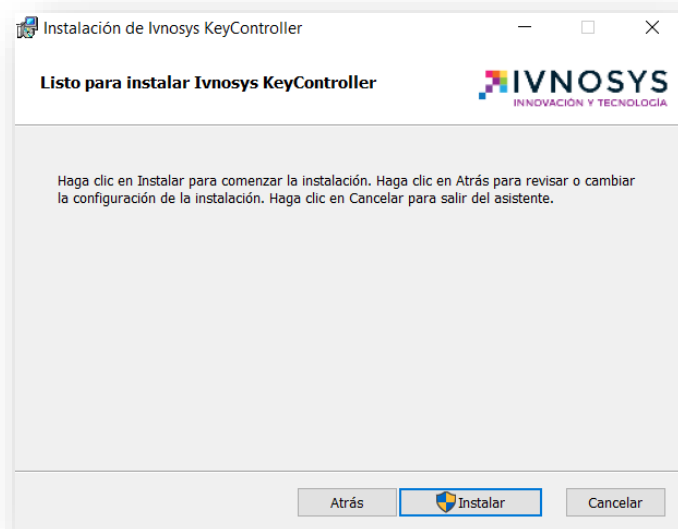 Instalación de Ivnosys KeyController
Listo para instalar Ivnosys KeyController
IVNOSYS
INNOVACIÓN Y TECNOLOGÍA
Haga clic en Instalar para comenzar la instalación. Haga clic en Atrás para revisar o cambiar
la configuración de la instalación. Haga clic en Cancelar para salir del asistente.
Atrás
Instalar
Cancelar